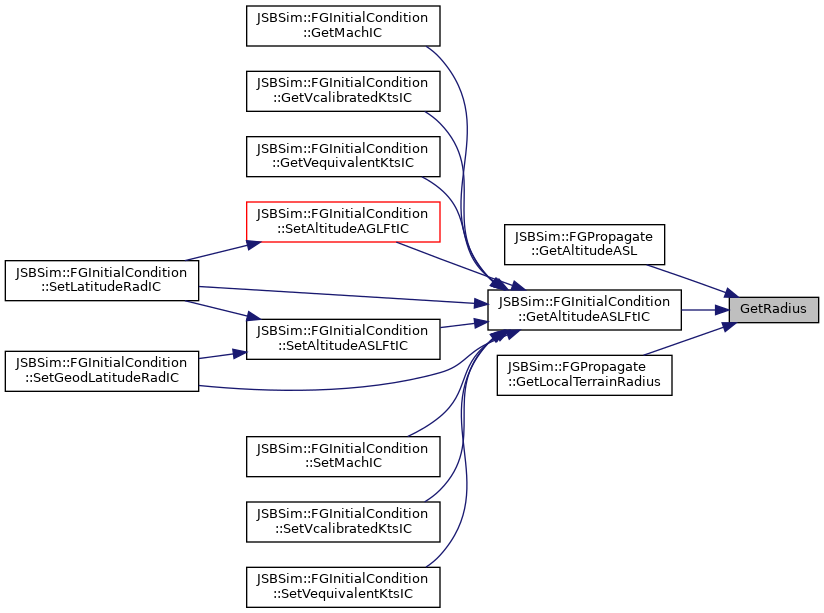 JSBSim::FGInitialCondition
::GetMachIC
JSBSim::FGInitialCondition
::GetVcalibratedKtsIC
JSBSim::FGInitialCondition
::GetVequivalentKtsIC
JSBSim::FGInitialCondition
::SetAltitudeAGLFtIC
JSBSim::FGPropagate
::GetAltitudeASL
JSBSim::FGInitialCondition
::SetLatitudeRadIC
JSBSim::FGInitialCondition
::GetAltitudeASLFtIC
GetRadius
JSBSim::FGInitialCondition
::SetAltitudeASLFtIC
JSBSim::FGInitialCondition
::SetGeodLatitudeRadIC
JSBSim::FGPropagate
::GetLocalTerrainRadius
JSBSim::FGInitialCondition
::SetMachIC
JSBSim::FGInitialCondition
::SetVcalibratedKtsIC
JSBSim::FGInitialCondition
::SetVequivalentKtsIC